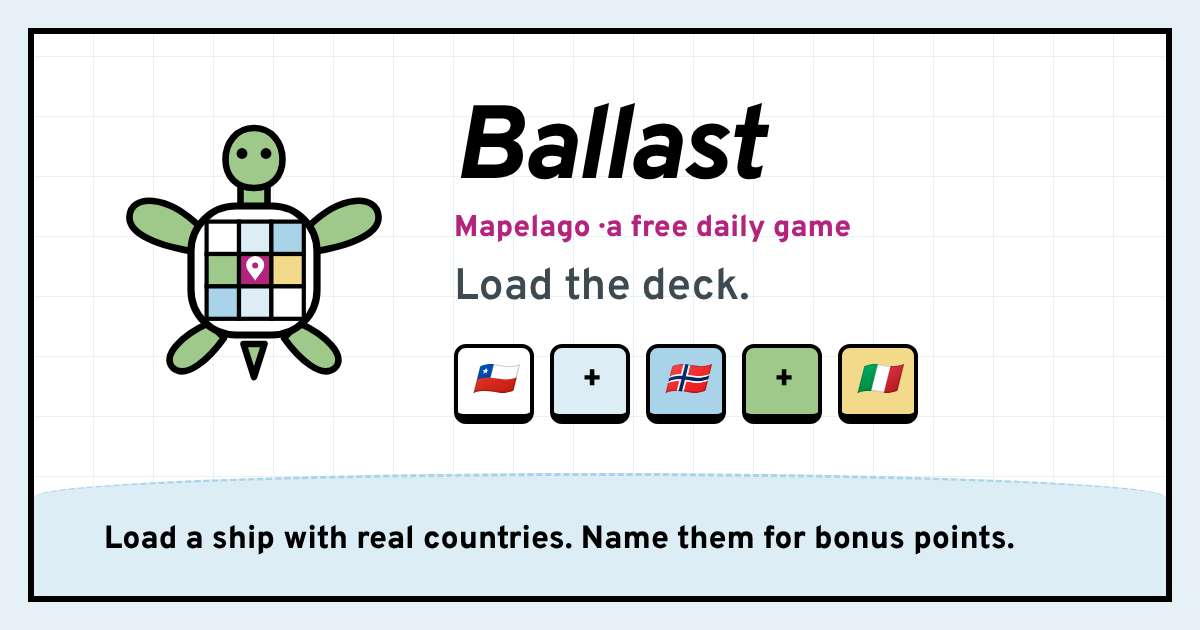 Ballast
Mapelago ·a free daily game
Load the deck.
+ +
Load a ship with real countries. Name them for bonus points.